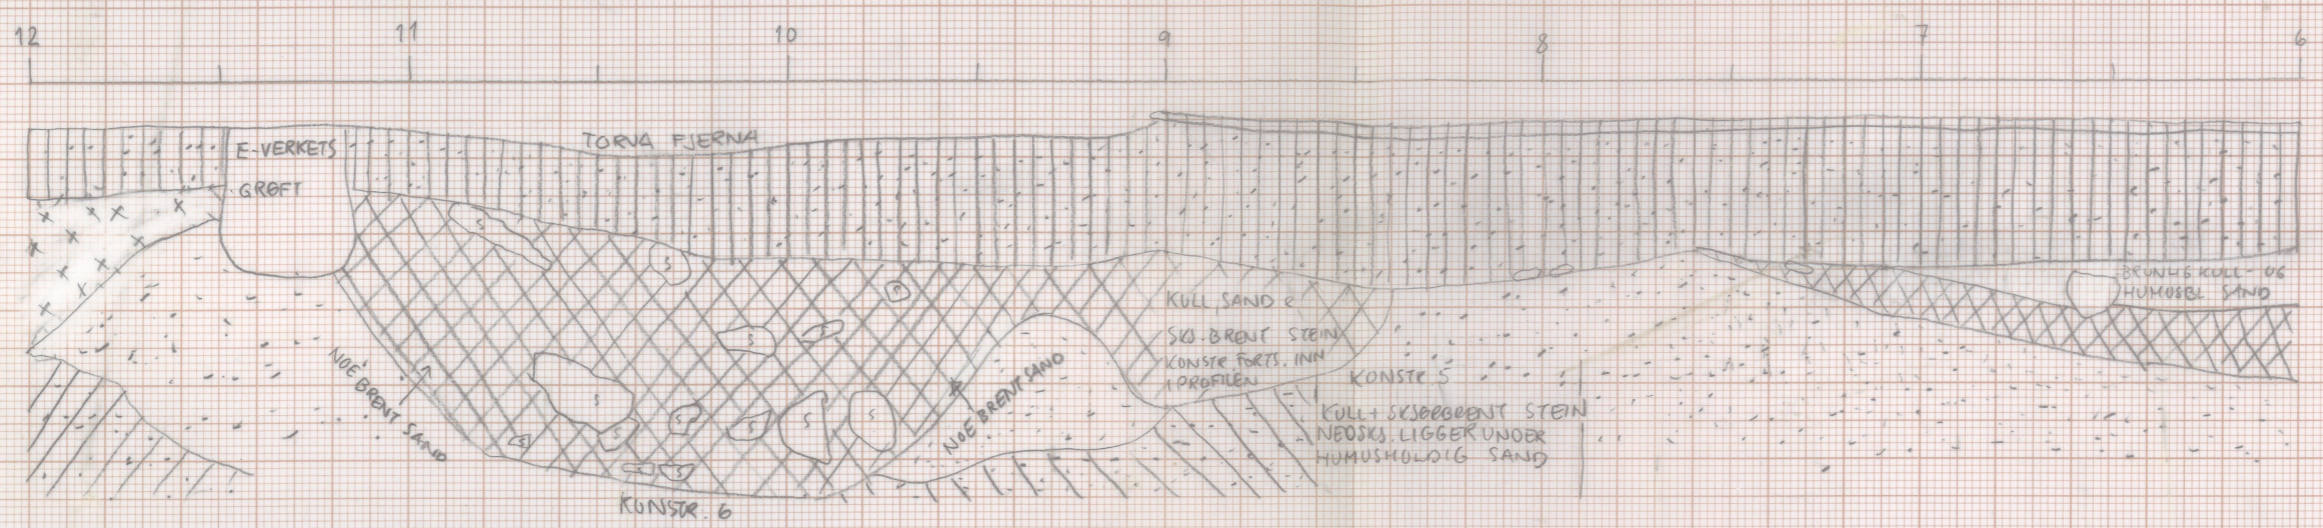 12 11 10 9 8 7 6
E-VERKETS
GRØFT
TORVA FJERNA
NOE BRENT SAND
S
S
P
S
S
S
S
S
S
S
S
S
S
S
KONSTR. 6
NOE BRENT SAND
KULL, SAND &
SKJ. BRENT STEIN
KONSTR. FORTS. INN
I PROFILEN
KONSTR. 5
KULL + SKJØRBRENT STEIN
NEDSKJ. LIGGER UNDER
HUMUSHOLDIG SAND
BRUNLIG KULL- OG
HUMUSBL SAND